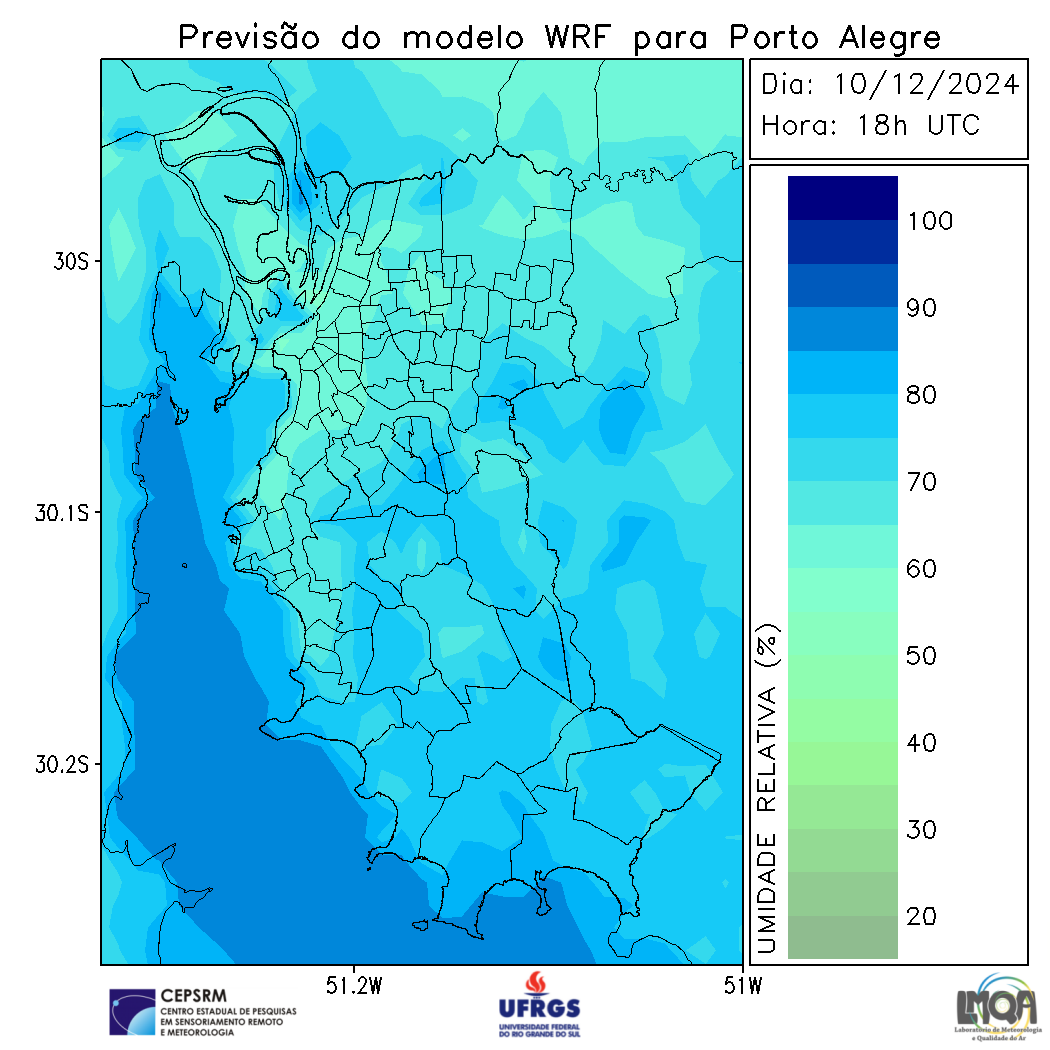 Previsão do modelo WRF para Porto Alegre
Dia: 10/12/2024
Hora: 18h UTC
100
90
80
70
60
50
40
30
20
UMIDADE RELATIVA (%)
30S
30.1S
30.2S
51.2W
51W
CEPSRM
CENTRO ESTADUAL DE PESQUISAS
EM SENSORIAMENTO REMOTO
E METEOROLOGIA
UFRGS
UNIVERSIDADE FEDERAL
DO RIO GRANDE DO SUL
LMQA
Laboratório de Meteorologia
e Qualidade do Ar